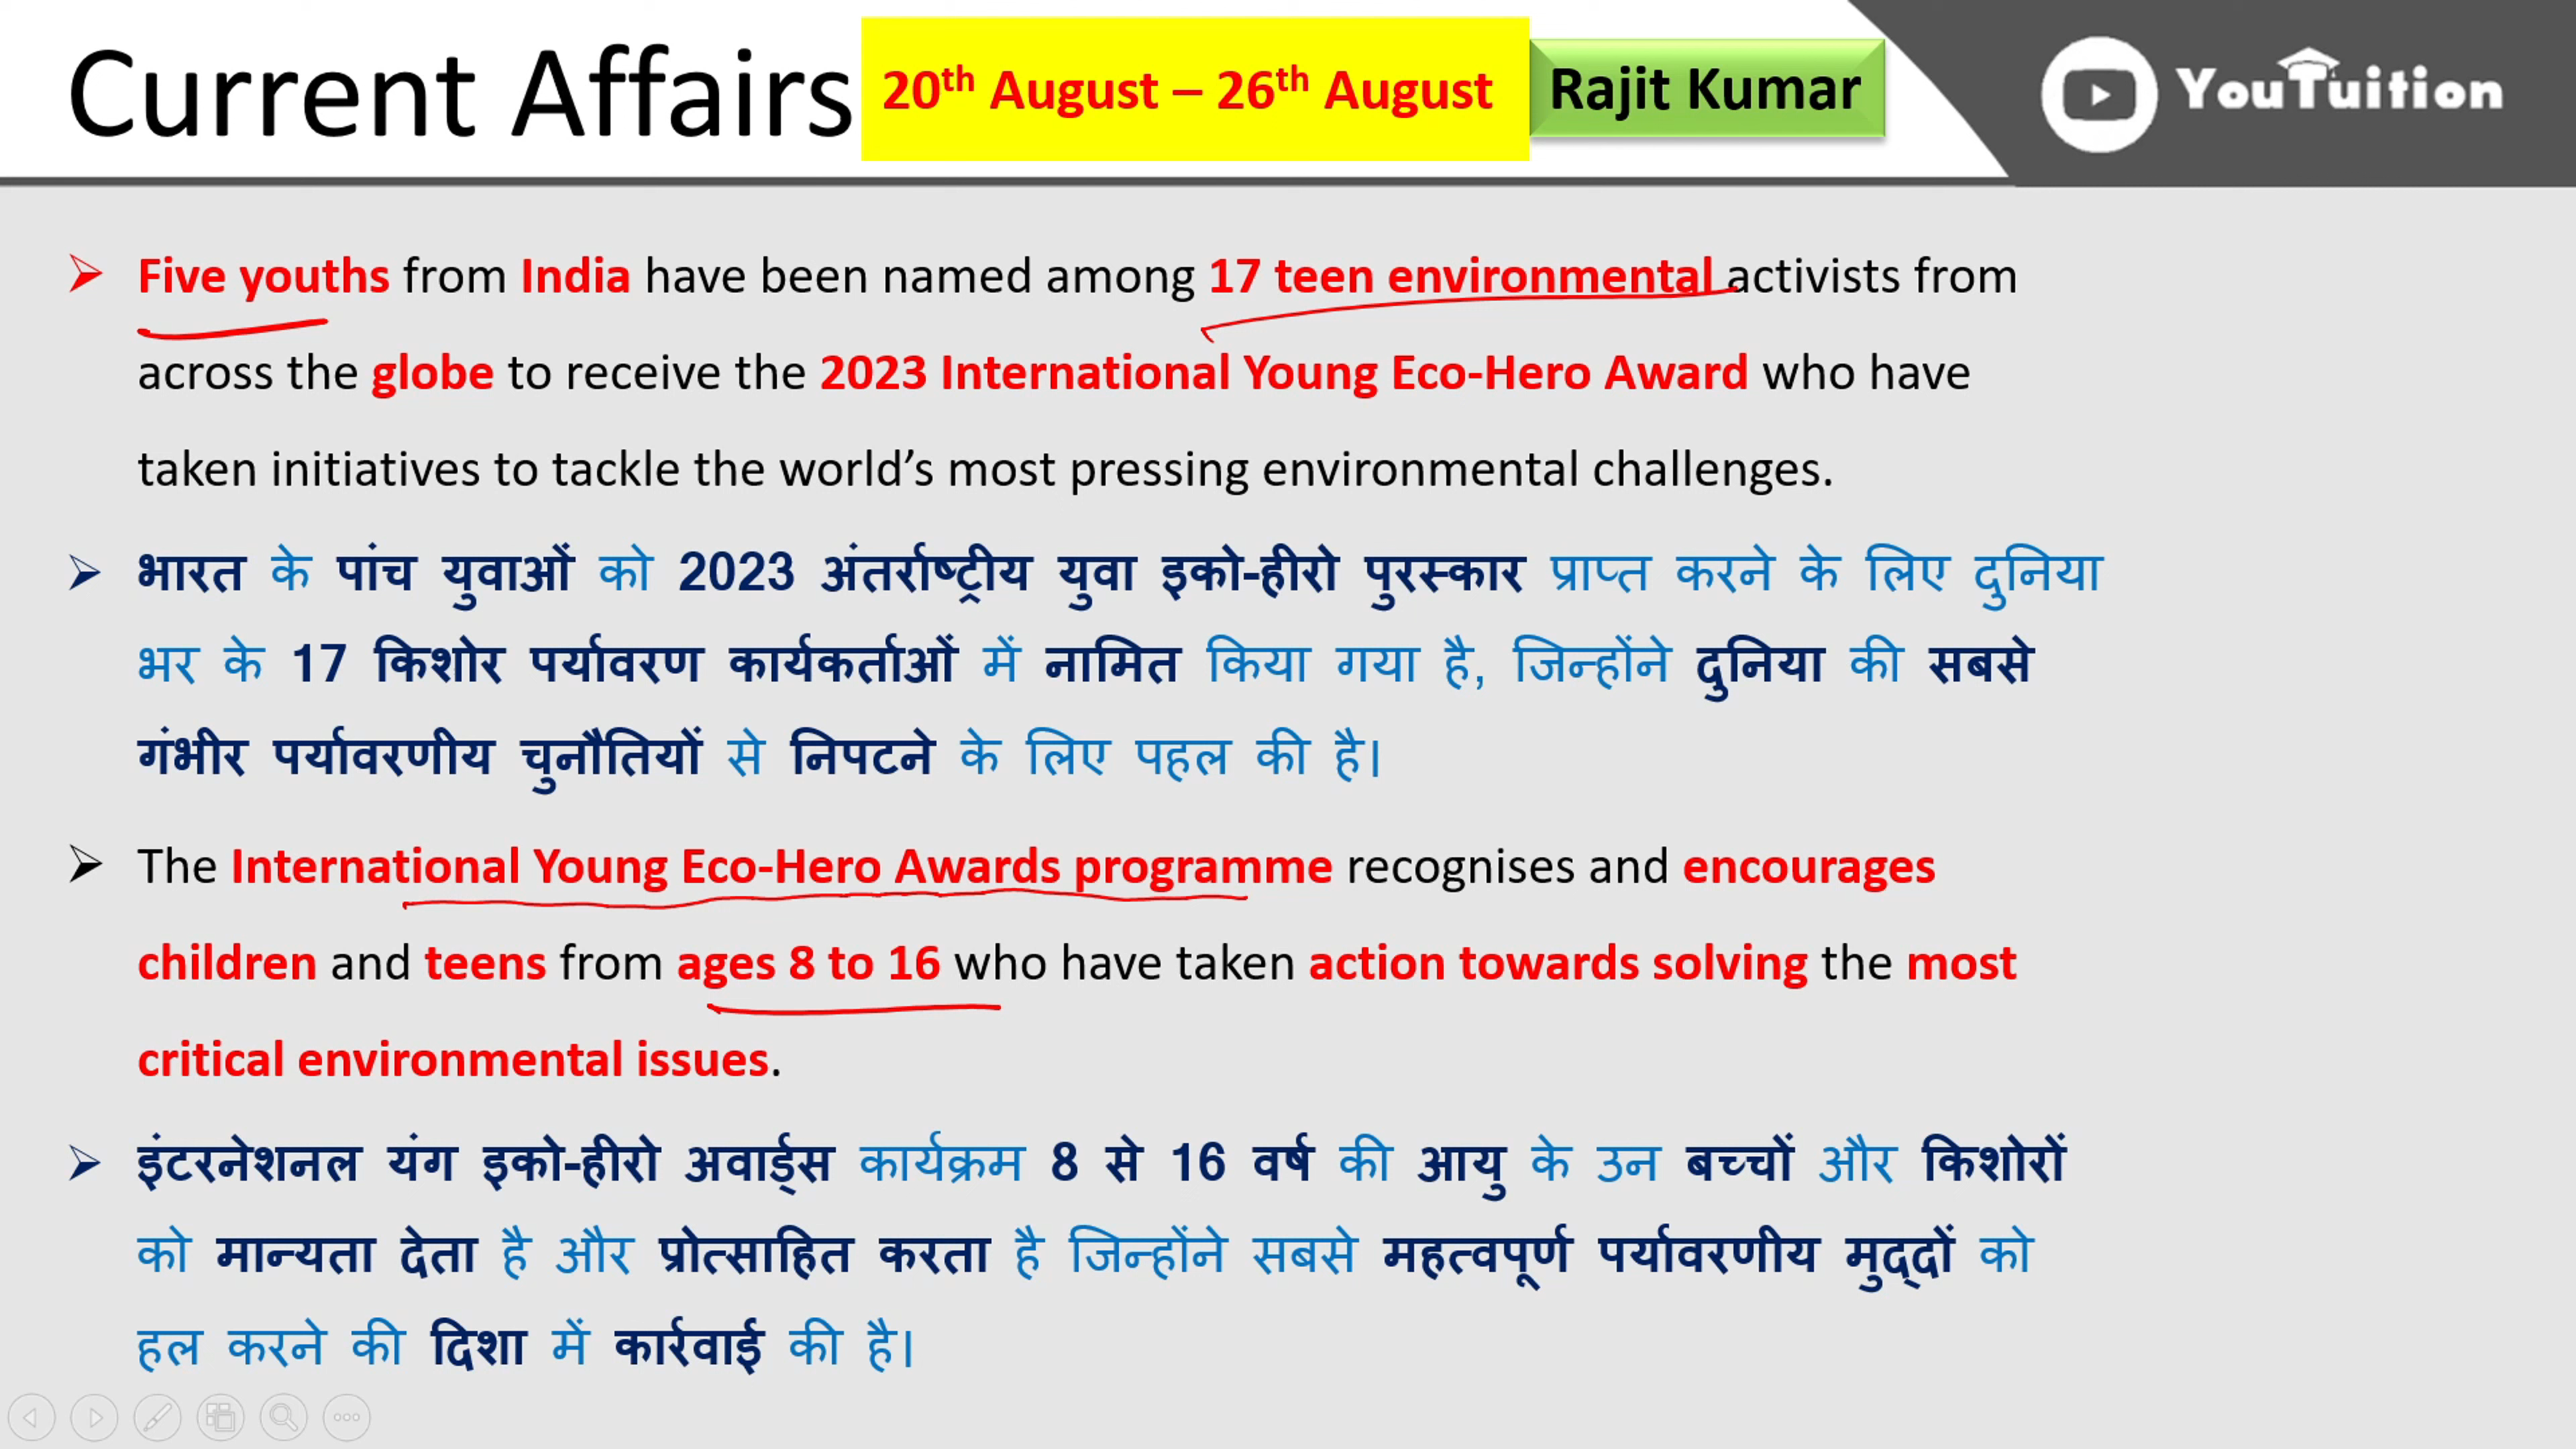 Current Affairs 20th August – 26th August Rajit Kumar YouTuition
Five youths from India have been named among 17 teen environmental activists from
across the globe to receive the 2023 International Young Eco-Hero Award who have
taken initiatives to tackle the world’s most pressing environmental challenges.
भारत के पांच युवाओं को 2023 अंतर्राष्ट्रीय युवा इको-हीरो पुरस्कार प्राप्त करने के लिए दुनिया
भर के 17 किशोर पर्यावरण कार्यकर्ताओं में नामित किया गया है, जिन्होंने दुनिया की सबसे
गंभीर पर्यावरणीय चुनौतियों से निपटने के लिए पहल की है।
The International Young Eco-Hero Awards programme recognises and encourages
children and teens from ages 8 to 16 who have taken action towards solving the most
critical environmental issues.
इंटरनेशनल यंग इको-हीरो अवार्ड्स कार्यक्रम 8 से 16 वर्ष की आयु के उन बच्चों और किशोरों
को मान्यता देता है और प्रोत्साहित करता है जिन्होंने सबसे महत्वपूर्ण पर्यावरणीय मुद्दों को
हल करने की दिशा में कार्रवाई की है।